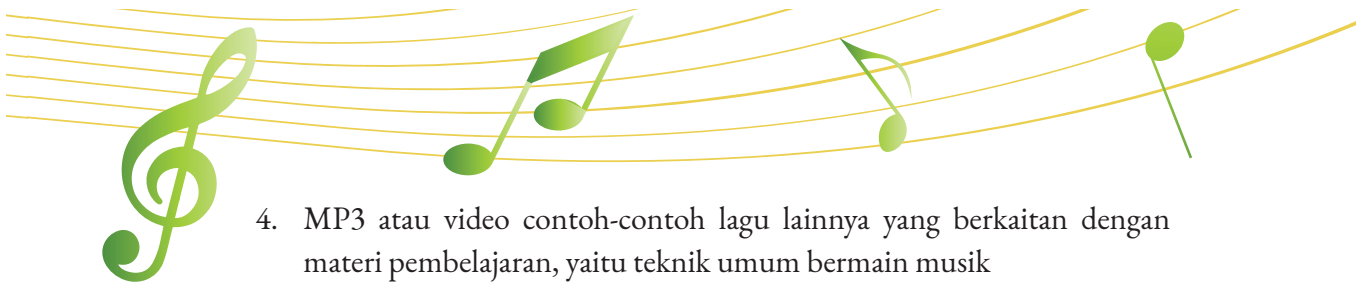 4. MP3 atau video contoh-contoh lagu lainnya yang berkaitan dengan
materi pembelajaran, yaitu teknik umum bermain musik